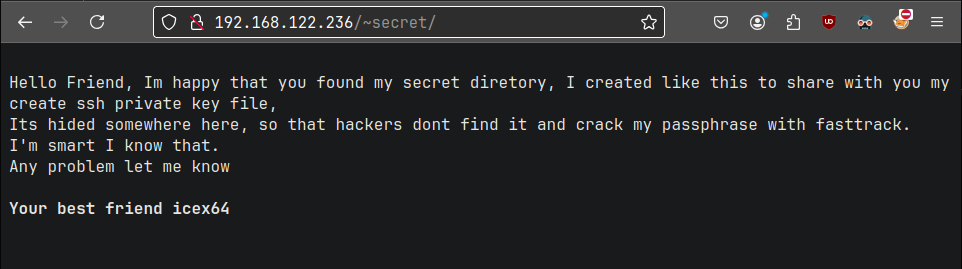 192.168.122.236/~secret/
Hello Friend, Im happy that you found my secret diretory, I created like this to share with you my
create ssh private key file,
Its hided somewhere here, so that hackers dont find it and crack my passphrase with fasttrack.
I'm smart I know that.
Any problem let me know
Your best friend icex64